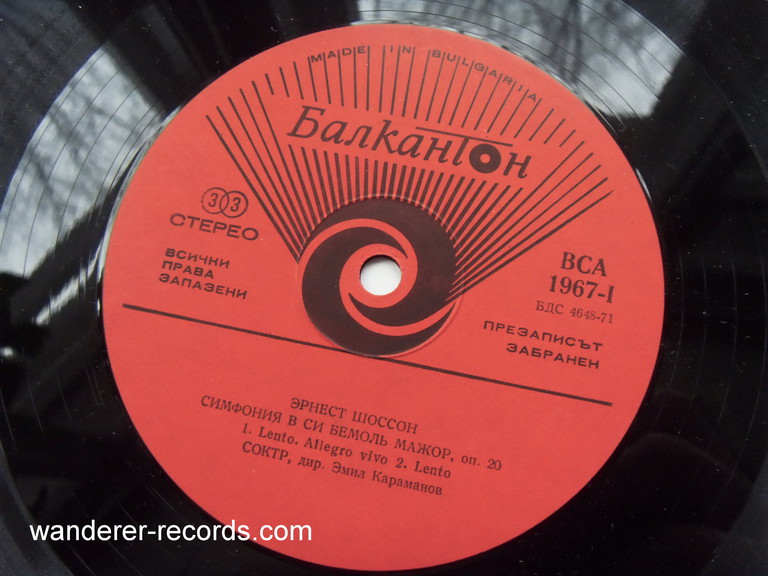 MADE IN BULGARIA
Балкантон
33
СТЕРЕО
ВСИЧКИ
ПРАВА
ЗАПАЗЕНИ
ВСА
1967-I
БДС 4648-71
ПРЕЗАПИСЪТ
ЗАБРАНЕН
ЭРНЕСТ ШОССОН
СИМФОНИЯ В СИ БЕМОЛЬ МАЖОР, оп. 20
1. Lento. Allegro vivo 2. Lento
СОКТР, дир. Эмил Караманов
wanderer-records.com